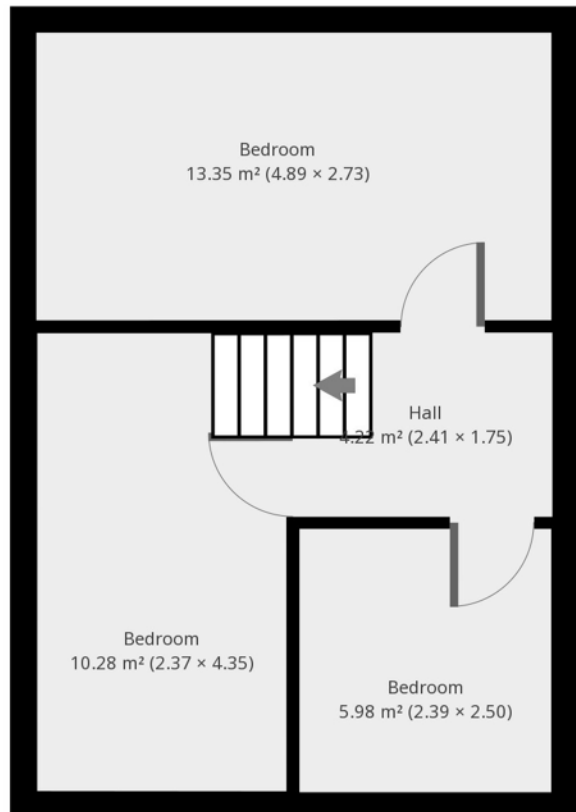 Bedroom
13.35 m² (4.89 × 2.73)
Hall
4.22 m² (2.41 × 1.75)
Bedroom
10.28 m² (2.37 × 4.35)
Bedroom
5.98 m² (2.39 × 2.50)